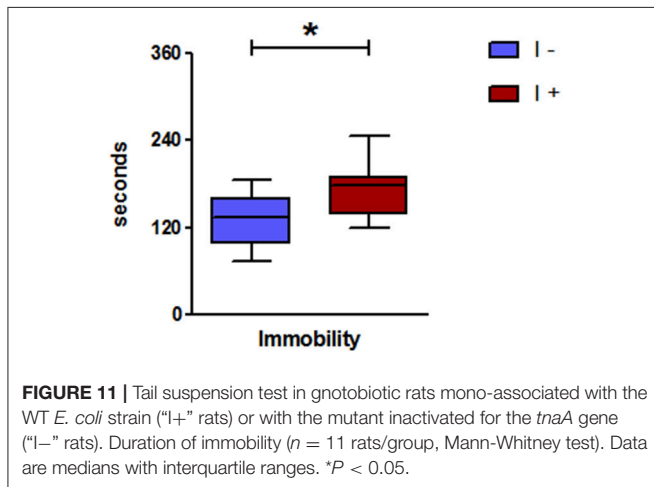 *
360
240
120
0
seconds
Immobility
I -
I +
FIGURE 11 | Tail suspension test in gnotobiotic rats mono-associated with the
WT E. coli strain (“I+” rats) or with the mutant inactivated for the tnaA gene
(“I−” rats). Duration of immobility (n = 11 rats/group, Mann-Whitney test). Data
are medians with interquartile ranges. *P < 0.05.